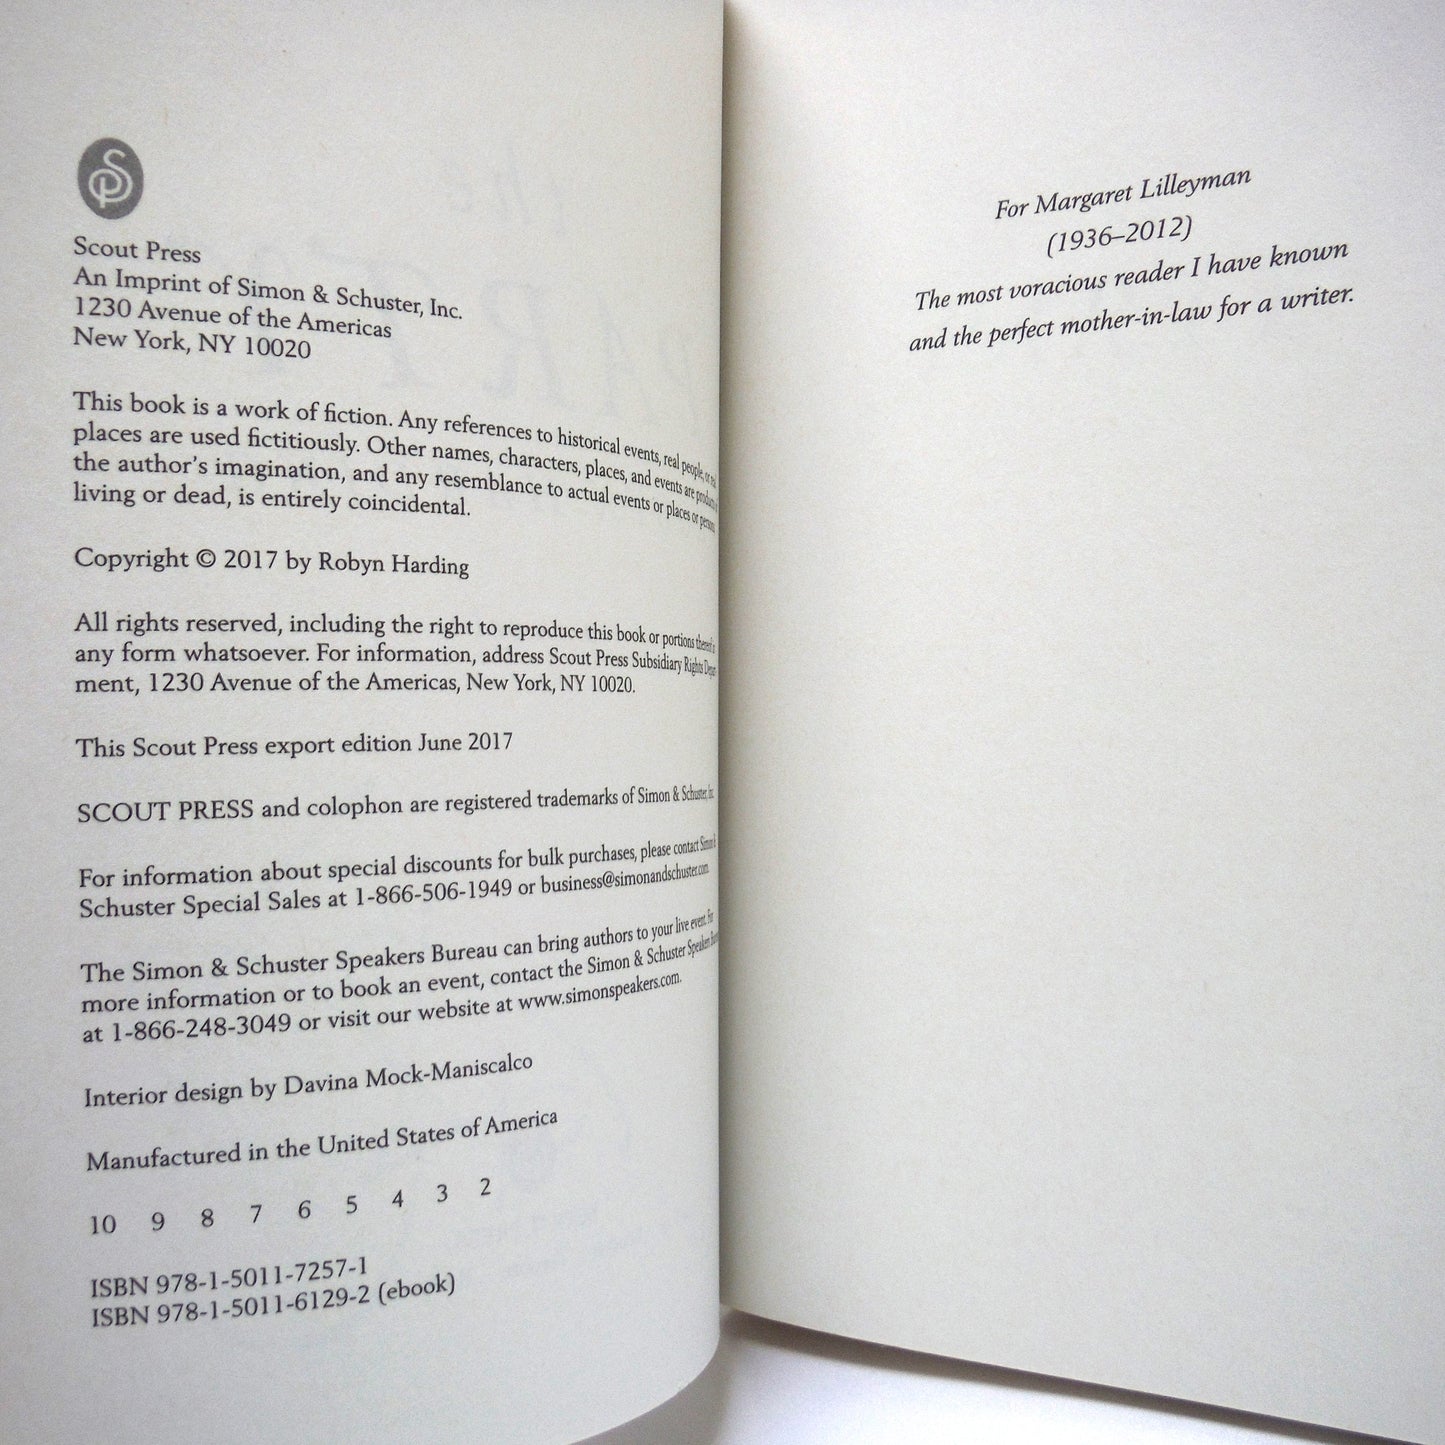 SP
Scout Press
An Imprint of Simon & Schuster, Inc.
1230 Avenue of the Americas
New York, NY 10020
This book is a work of fiction. Any references to historical events, real people, or real
places are used fictitiously. Other names, characters, places, and events are products of
the author's imagination, and any resemblance to actual events or places or persons
living or dead, is entirely coincidental.
Copyright © 2017 by Robyn Harding
All rights reserved, including the right to reproduce this book or portions thereof in
any form whatsoever. For information, address Scout Press Subsidiary Rights Depart
ment, 1230 Avenue of the Americas, New York, NY 10020.
This Scout Press export edition June 2017
SCOUT PRESS and colophon are registered trademarks of Simon & Schuster, Inc.
For information about special discounts for bulk purchases, please contact Simon &
Schuster Special Sales at 1-866-506-1949 or business@simonandschuster.com
The Simon & Schuster Speakers Bureau can bring authors to your live event. For
more information or to book an event, contact the Simon & Schuster Speakers Bureau
at 1-866-248-3049 or visit our website at www.simonspeakers.com.
Interior design by Davina Mock-Maniscalco
Manufactured in the United States of America
10 9 8 7 6 5 4 3 2
ISBN 978-1-5011-7257-1
ISBN 978-1-5011-6129-2 (ebook)
For Margaret Lilleyman
(1936–2012)
The most voracious reader I have known
and the perfect mother-in-law for a writer.